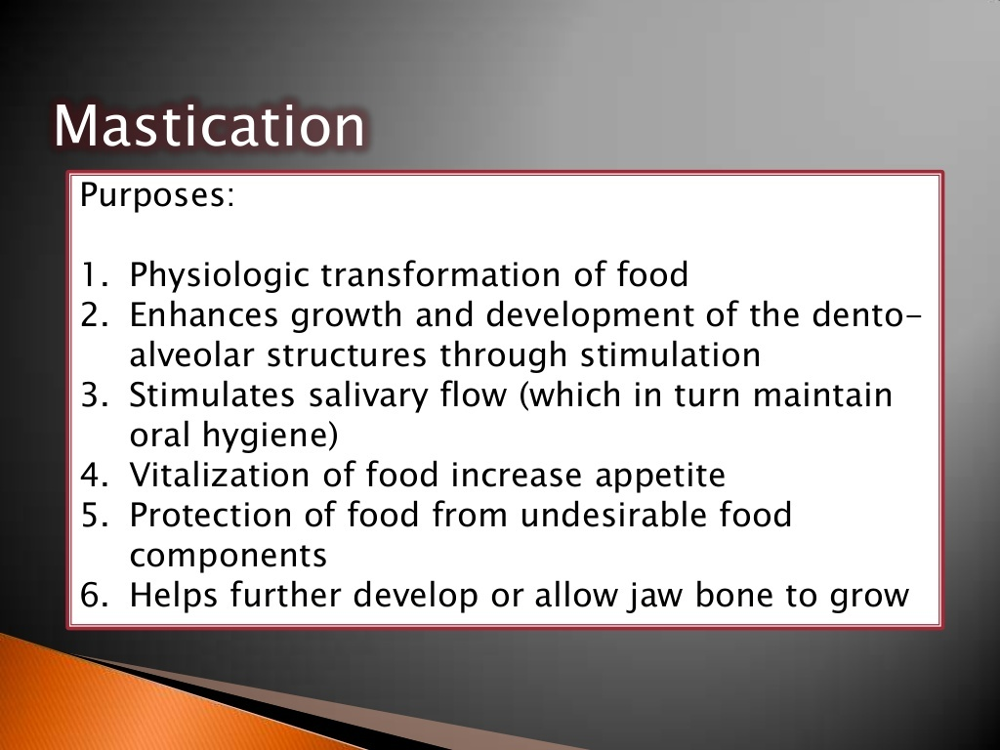 Mastication
Purposes:
1. Physiologic transformation of food
2. Enhances growth and development of the dento-
alveolar structures through stimulation
3. Stimulates salivary flow (which in turn maintain
oral hygiene)
4. Vitalization of food increase appetite
5. Protection of food from undesirable food
components
6. Helps further develop or allow jaw bone to grow